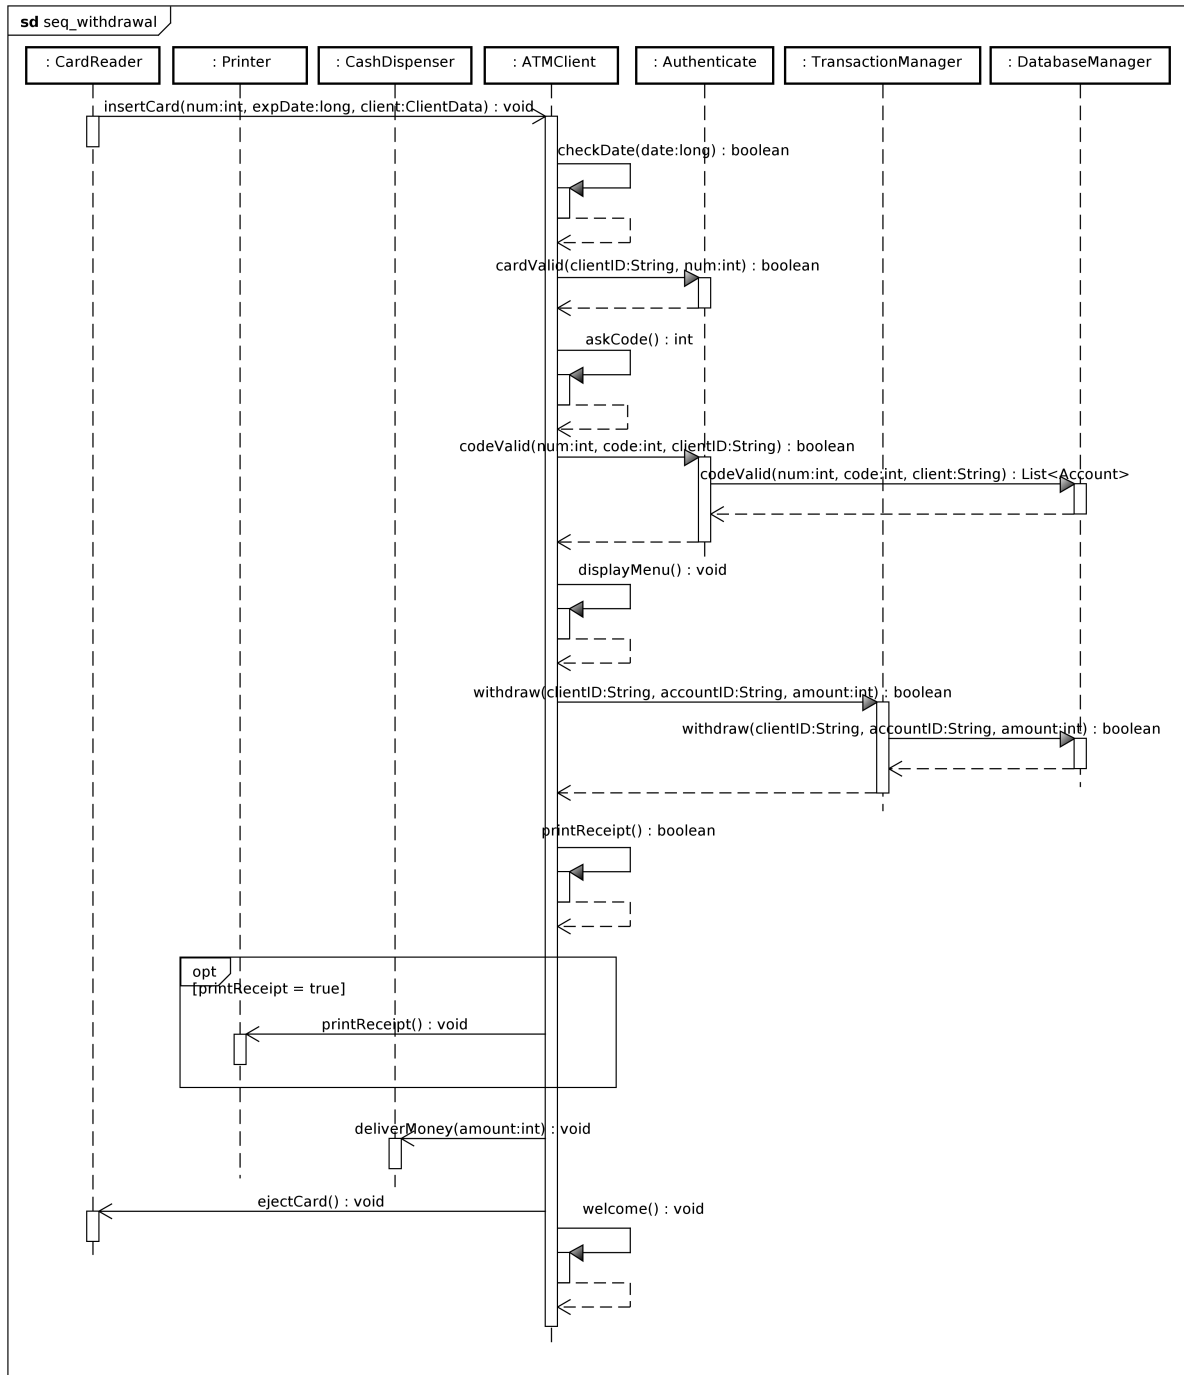 sd seq_withdrawal
: CardReader
: Printer
: CashDispenser
: ATMClient
: Authenticate
: TransactionManager
: DatabaseManager
insertCard(num:int, expDate:long, client:ClientData) : void
checkDate(date:long) : boolean
cardValid(clientID:String, num:int) : boolean
askCode() : int
codeValid(num:int, code:int, clientID:String) : boolean
codeValid(num:int, code:int, client:String) : List<Account>
displayMenu() : void
withdraw(clientID:String, accountID:String, amount:int) : boolean
withdraw(clientID:String, accountID:String, amount:int) : boolean
printReceipt() : boolean
opt
[printReceipt = true]
printReceipt() : void
deliverMoney(amount:int) : void
ejectCard() : void
welcome() : void